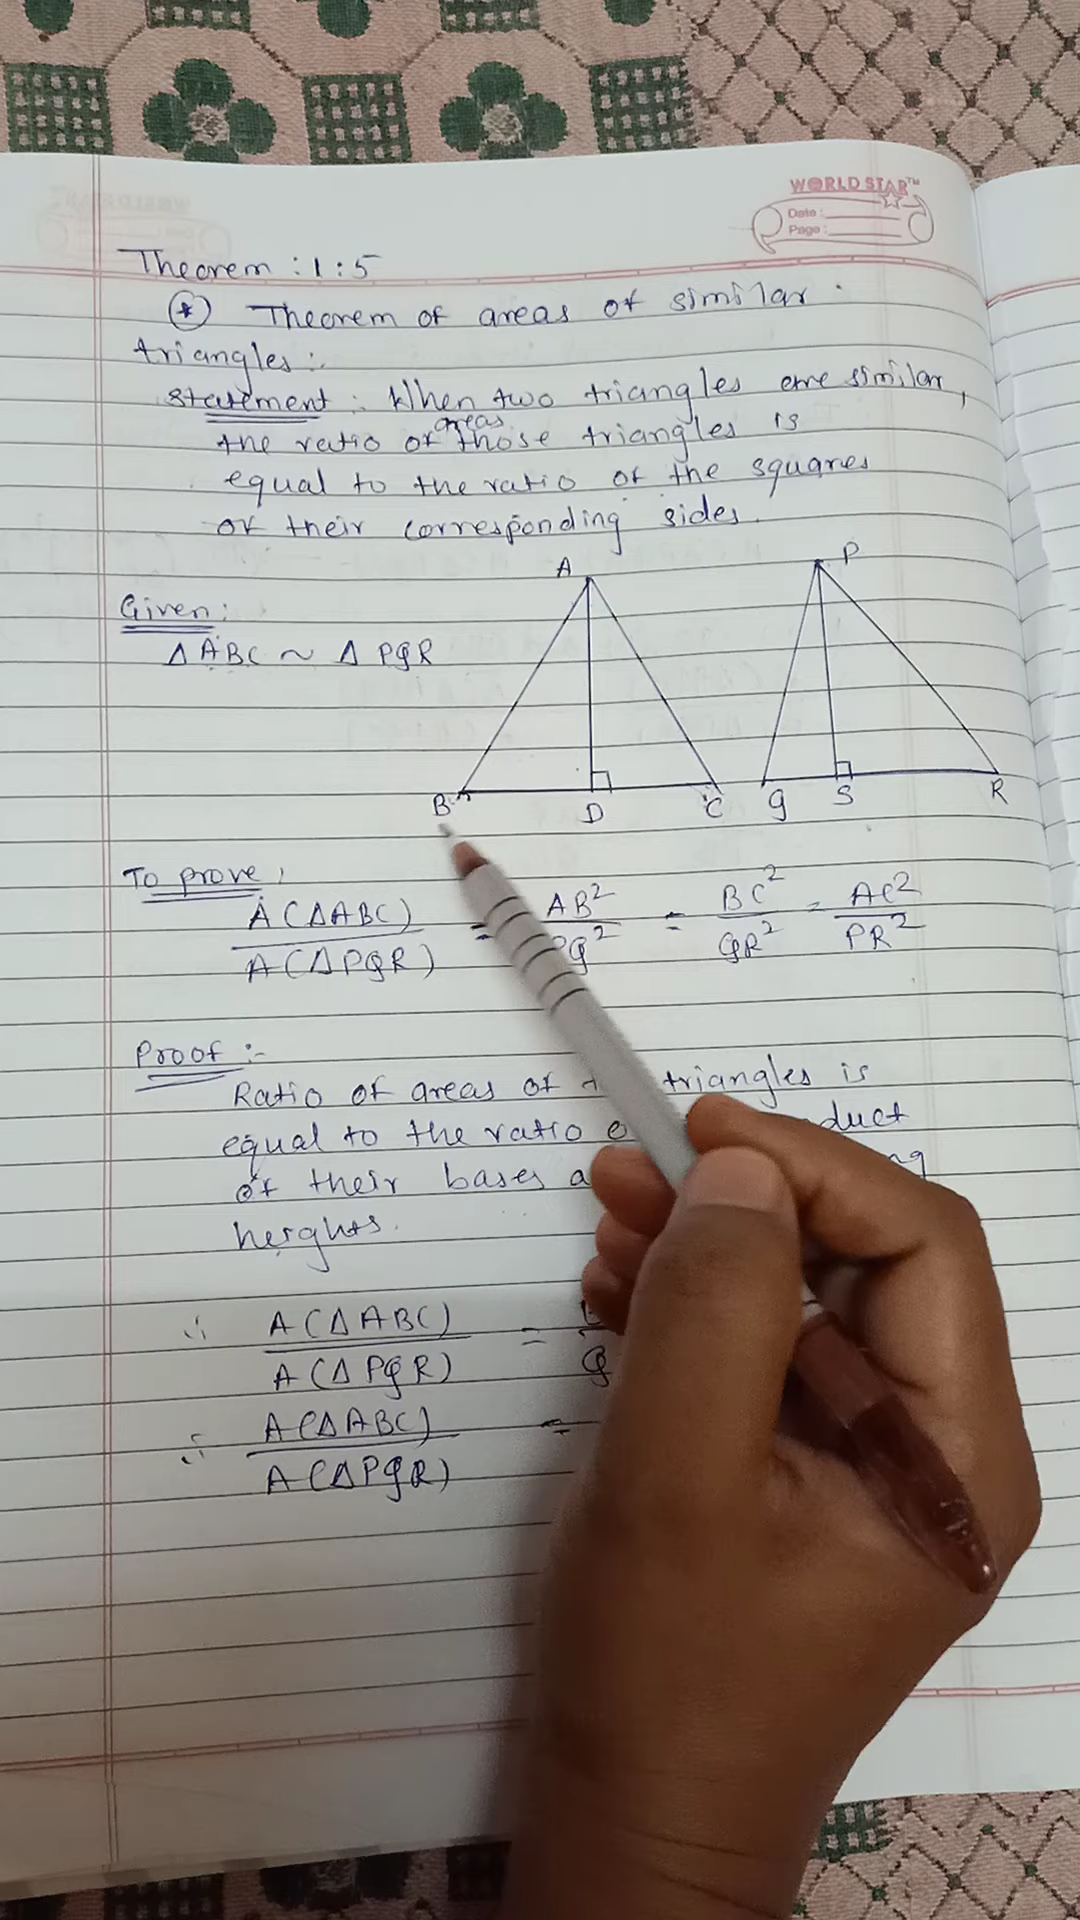 WORLD STAR™
Date :
Page :
Theorem : 1 : 5
* Theorem of areas of similar
triangles :-
Statement : When two triangles are similar,
areas
the ratio of those triangles is
equal to the ratio of the squares
of their corresponding sides.
A P
Given :
Δ ABC ~ Δ PQR
B D C Q S R
To prove,
A(ΔABC) / A(ΔPQR) = AB² / PQ² = BC² / QR² = AC² / PR²
Proof :-
Ratio of areas of triangles is
equal to the ratio
of their bases
heights.
∴ A(ΔABC) / A(ΔPQR) =
∴ A(ΔABC) / A(ΔPQR) =